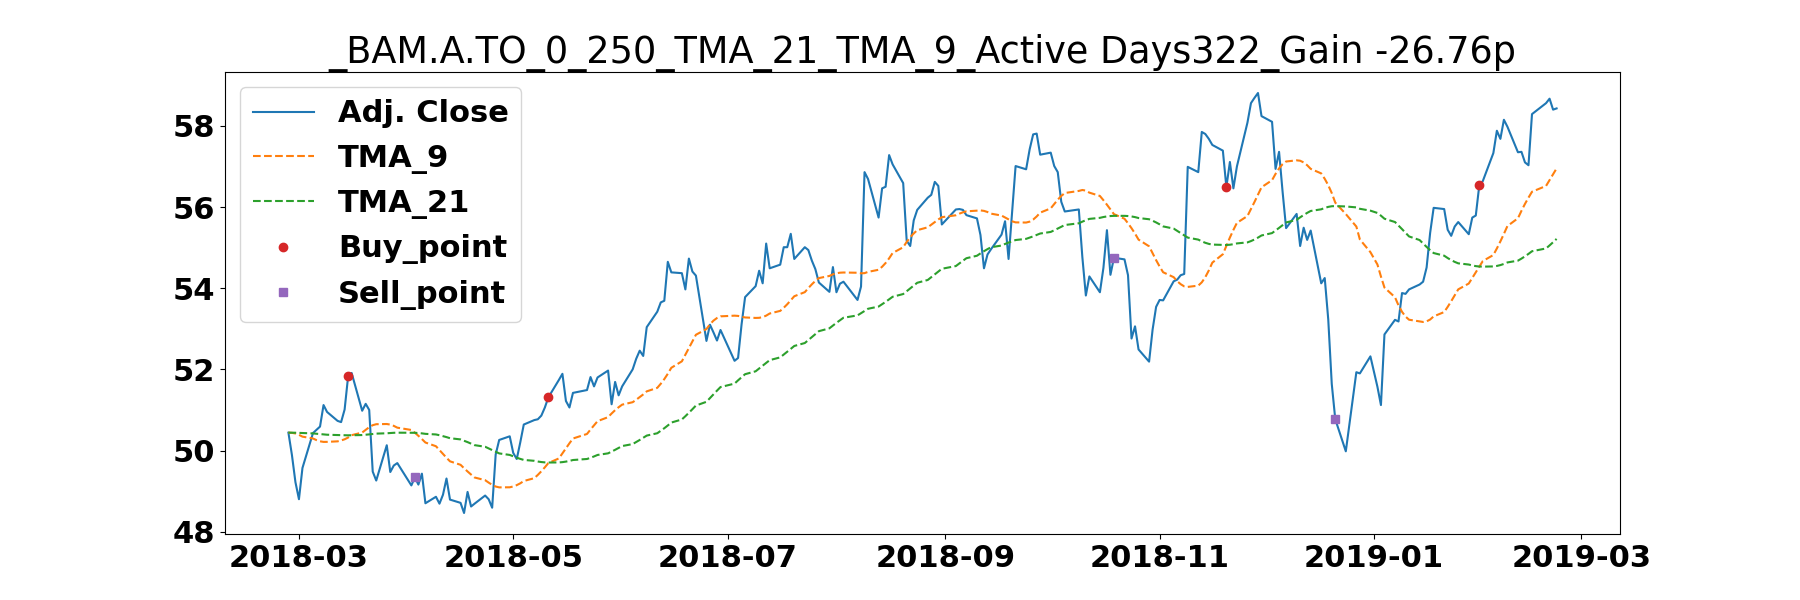 _BAM.A.TO_0_250_TMA_21_TMA_9_Active Days322_Gain -26.76p
Adj. Close
TMA_9
TMA_21
Buy_point
Sell_point
58
56
54
52
50
48
2018-03 2018-05 2018-07 2018-09 2018-11 2019-01 2019-03